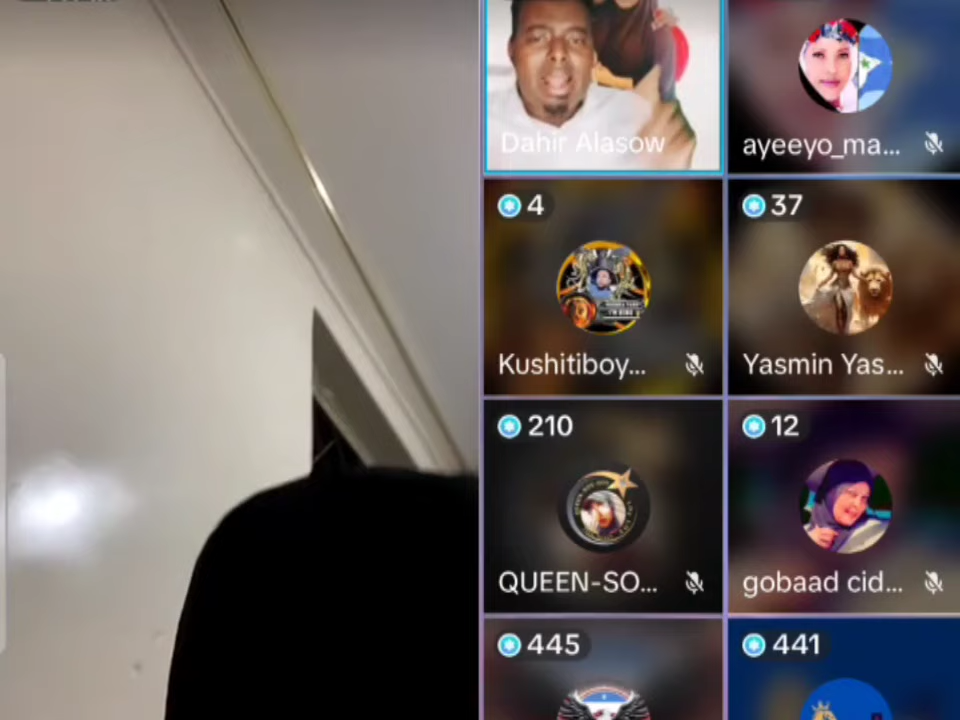 Dahir Alasow
ayeeyo_ma...
4
37
Kushitiboy...
Yasmin Yas...
210
12
QUEEN-SO...
gobaad cid...
445
441